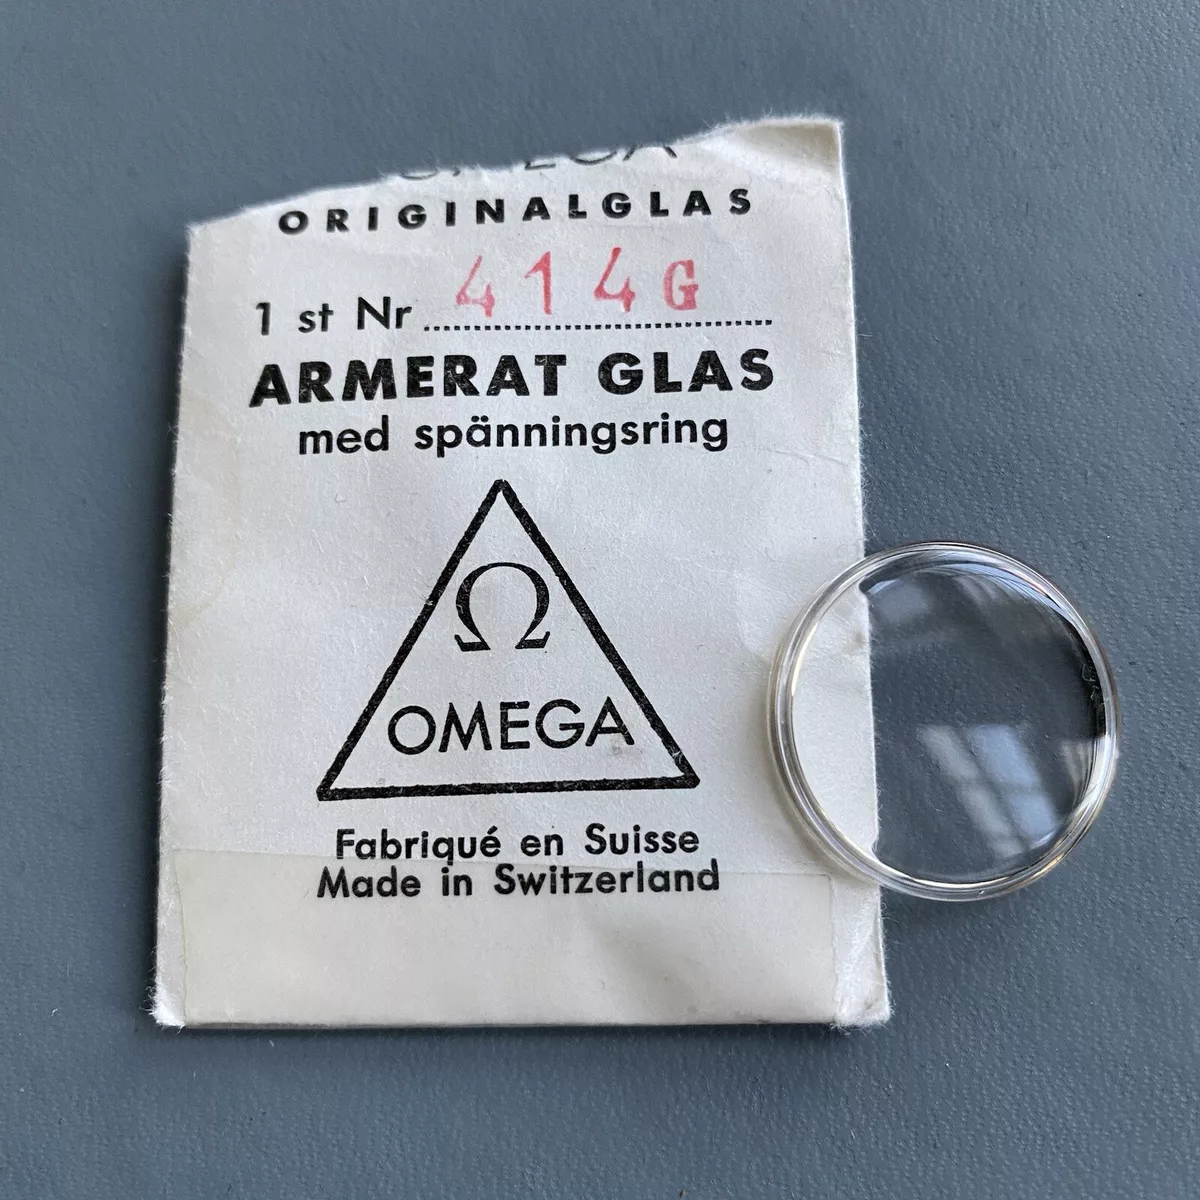 ORIGINALGLAS
1 st Nr 414G
ARMERAT GLAS
med spänningsring
Ω
OMEGA
Fabriqué en Suisse
Made in Switzerland